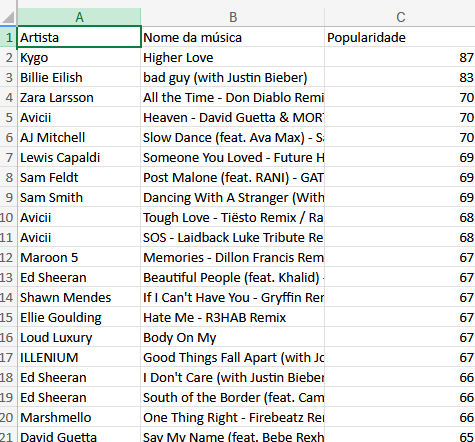 A B C
1 Artista Nome da música Popularidade
2 Kygo Higher Love 87
3 Billie Eilish bad guy (with Justin Bieber) 83
4 Zara Larsson All the Time - Don Diablo Remi 70
5 Avicii Heaven - David Guetta & MOR 70
6 AJ Mitchell Slow Dance (feat. Ava Max) - Sa 70
7 Lewis Capaldi Someone You Loved - Future H 69
8 Sam Feldt Post Malone (feat. RANI) - GAT 69
9 Sam Smith Dancing With A Stranger (With 69
10 Avicii Tough Love - Tiësto Remix / Ra 68
11 Avicii SOS - Laidback Luke Tribute Re 68
12 Maroon 5 Memories - Dillon Francis Rem 67
13 Ed Sheeran Beautiful People (feat. Khalid) - 67
14 Shawn Mendes If I Can't Have You - Gryffin Rer 67
15 Ellie Goulding Hate Me - R3HAB Remix 67
16 Loud Luxury Body On My 67
17 ILLENIUM Good Things Fall Apart (with Jo 67
18 Ed Sheeran I Don't Care (with Justin Bieber 66
19 Ed Sheeran South of the Border (feat. Cam 66
20 Marshmello One Thing Right - Firebeatz Rer 66
21 David Guetta Say My Name (feat. Bebe Rexh 65